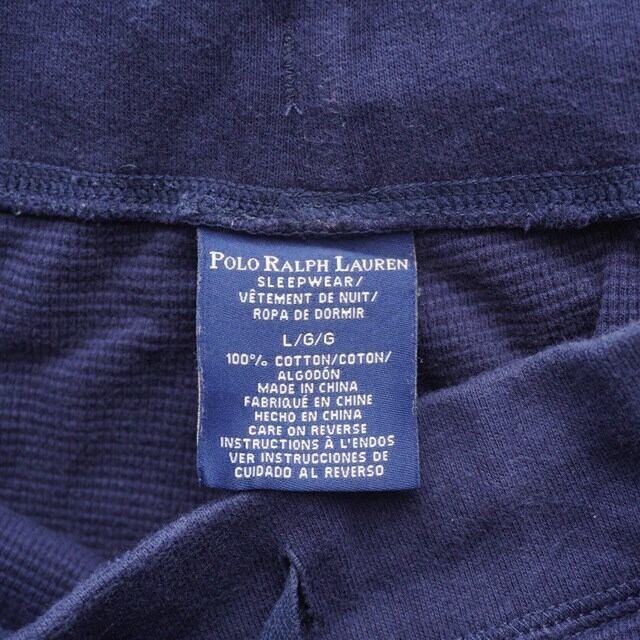 POLO RALPH LAUREN
SLEEPWEAR/
VÊTEMENT DE NUIT/
ROPA DE DORMIR
L/G/G
100% COTTON/COTON/
ALGODÓN
MADE IN CHINA
FABRIQUÉ EN CHINE
HECHO EN CHINA
CARE ON REVERSE
INSTRUCTIONS À L'ENDOS
VER INSTRUCCIONES DE
CUIDADO AL REVERSO